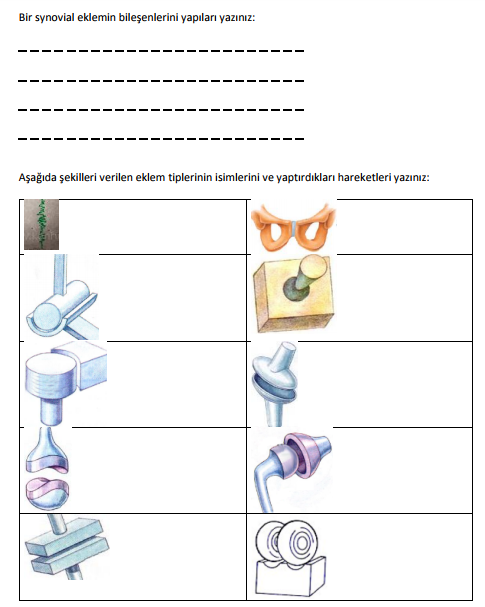 Bir synovial eklemin bileşenlerini yapıları yazınız:
Aşağıda şekilleri verilen eklem tiplerinin isimlerini ve yaptırdıkları hareketleri yazınız: